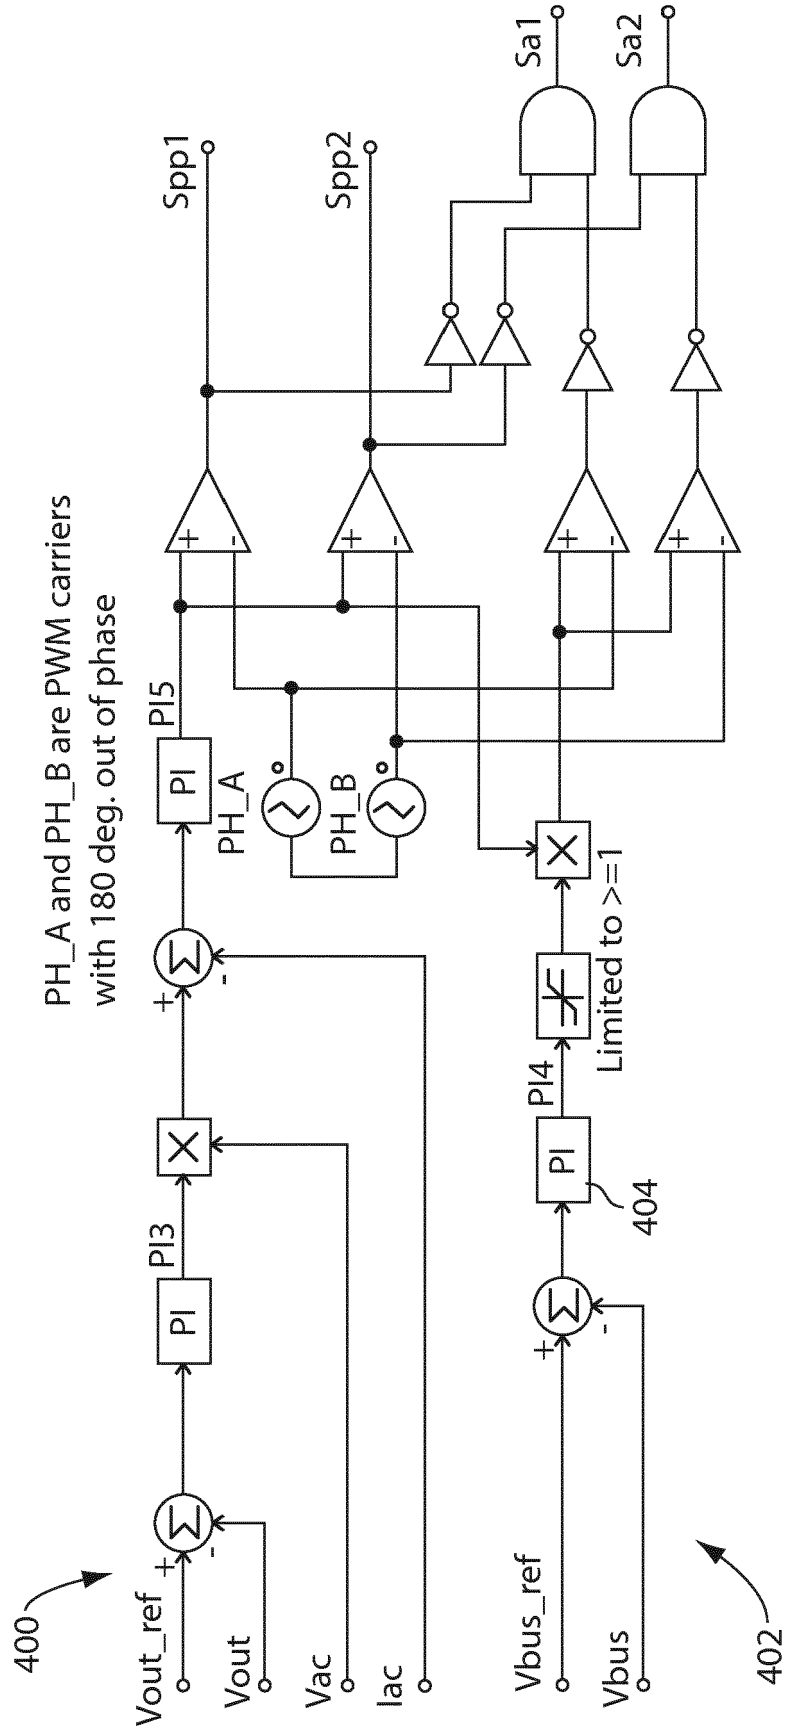 PH_A and PH_B are PWM carriers
with 180 deg. out of phase
400
Vout_ref
+
-
Σ
PI
PI3
X
+
-
Σ
PI
PI5
+
-
Spp1
Vout
Vac
Iac
PH_A
PH_B
+
-
Spp2
Vbus_ref
Vbus
+
-
Σ
PI
PI4
404
Limited to >=1
X
+
-
Sa1
+
-
Sa2
402